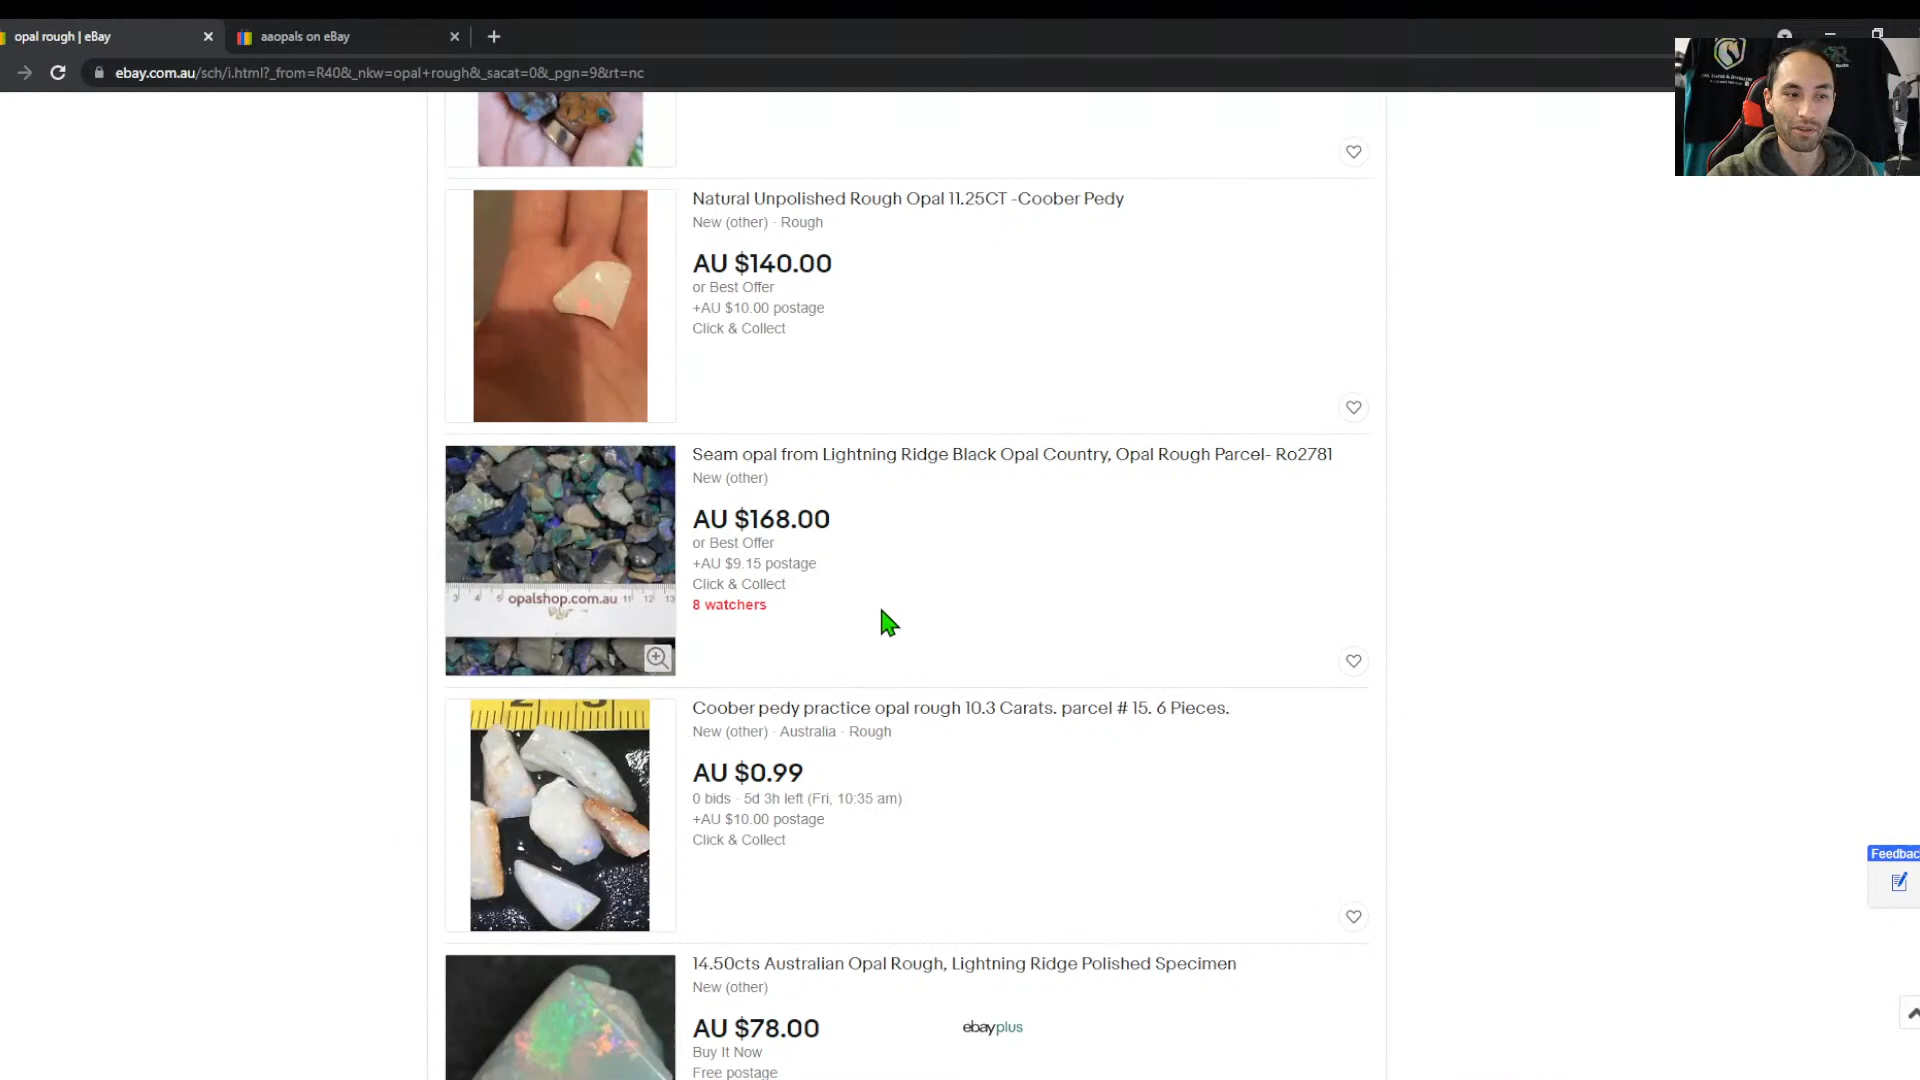 opal rough | eBay
aaopals on eBay
ebay.com.au/sch/i.html?_from=R40&_nkw=opal+rough&_sacat=0&_pgn=9&rt=nc
Natural Unpolished Rough Opal 11.25CT -Coober Pedy
New (other) · Rough
AU $140.00
or Best Offer
+AU $10.00 postage
Click & Collect
Seam opal from Lightning Ridge Black Opal Country, Opal Rough Parcel- Ro2781
New (other)
AU $168.00
or Best Offer
+AU $9.15 postage
Click & Collect
8 watchers
3 4 5 opalshop.com.au 11 12 13
Coober pedy practice opal rough 10.3 Carats. parcel # 15. 6 Pieces.
New (other) · Australia · Rough
AU $0.99
0 bids · 5d 3h left (Fri, 10:35 am)
+AU $10.00 postage
Click & Collect
Feedbac
14.50cts Australian Opal Rough, Lightning Ridge Polished Specimen
New (other)
AU $78.00
ebayplus
Buy It Now
Free postage